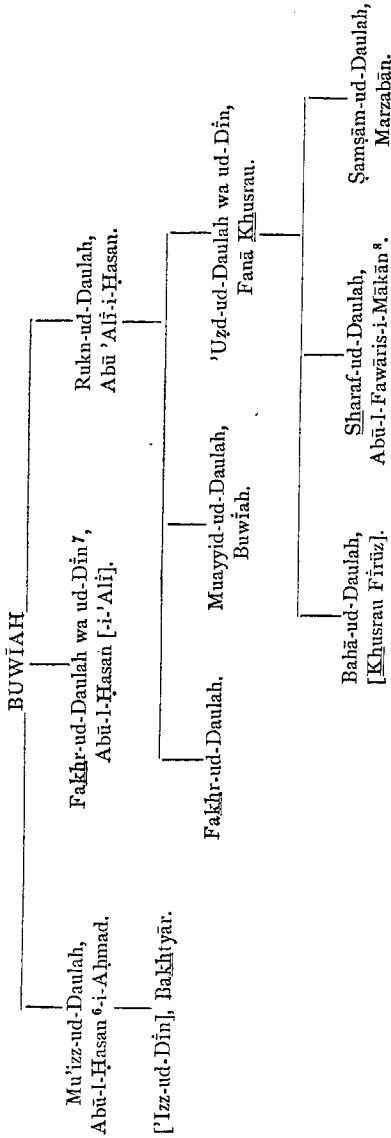 BUWĪAH
Mu'izz-ud-Daulah,
Abū-l-Ḥasan ⁶-i-Aḥmad.
Fakhr-ud-Daulah wa ud-Dīn ⁷,
Abū-l-Ḥasan [-i-'Alī].
Rukn-ud-Daulah,
Abū 'Alī-i-Ḥasan.
['Izz-ud-Dīn], Bakhtyār.
Fakhr-ud-Daulah.
Muayyid-ud-Daulah,
Buwīah.
'Uẓd-ud-Daulah wa ud-Dīn,
Fanā Khusrau.
Bahā-ud-Daulah,
[Khusrau Fīrūz].
Sharaf-ud-Daulah,
Abū-l-Fawāris-i-Mākān ⁸.
Ṣamṣām-ud-Daulah,
Marzabān.